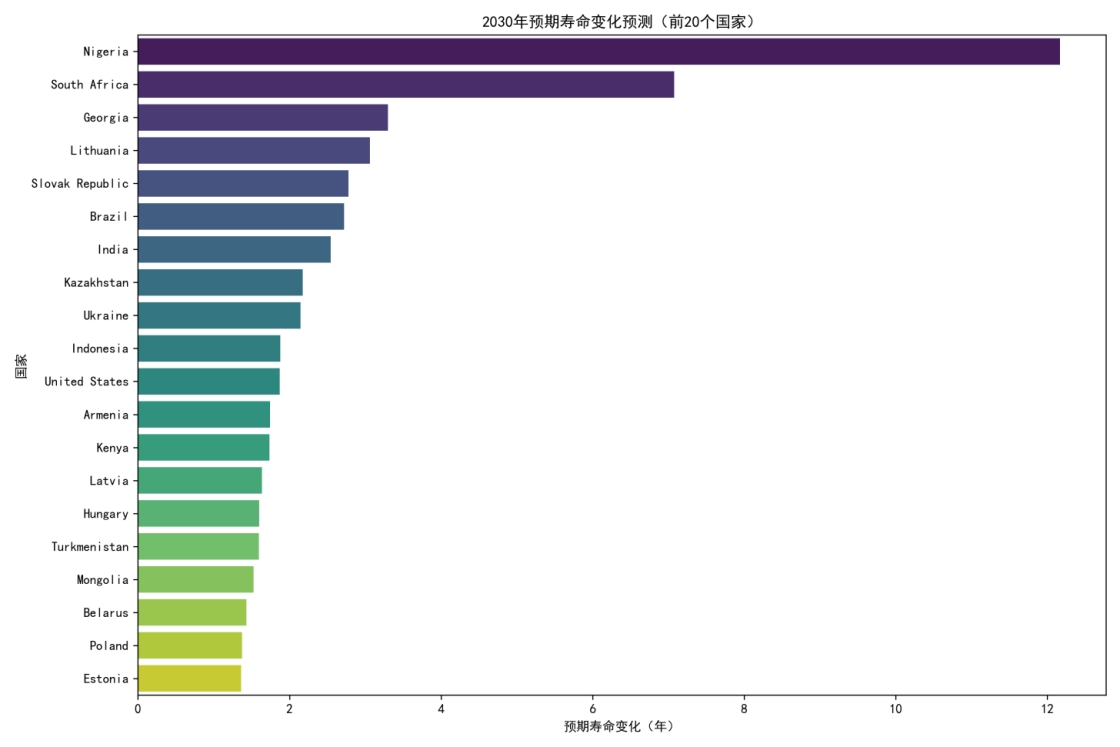 2030年预期寿命变化预测（前20个国家）
Nigeria
South Africa
Georgia
Lithuania
Slovak Republic
Brazil
India
Kazakhstan
Ukraine
Indonesia
United States
Armenia
Kenya
Latvia
Hungary
Turkmenistan
Mongolia
Belarus
Poland
Estonia
国家
0 2 4 6 8 10 12
预期寿命变化（年）